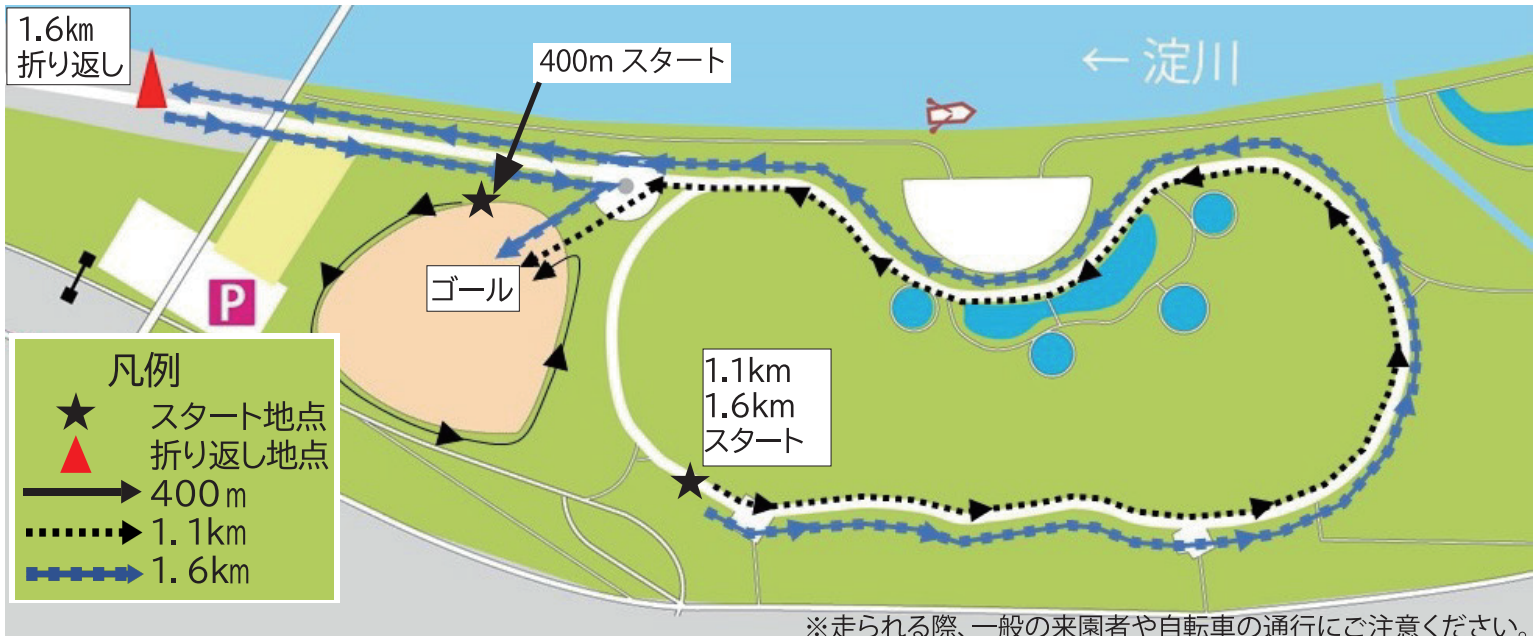 1.6km
折り返し
400m スタート
← 淀川
ゴール
P
1.1km
1.6km
スタート
凡例
スタート地点
折り返し地点
400m
1.1km
1.6km
※走られる際、一般の来園者や自転車の通行にご注意ください。